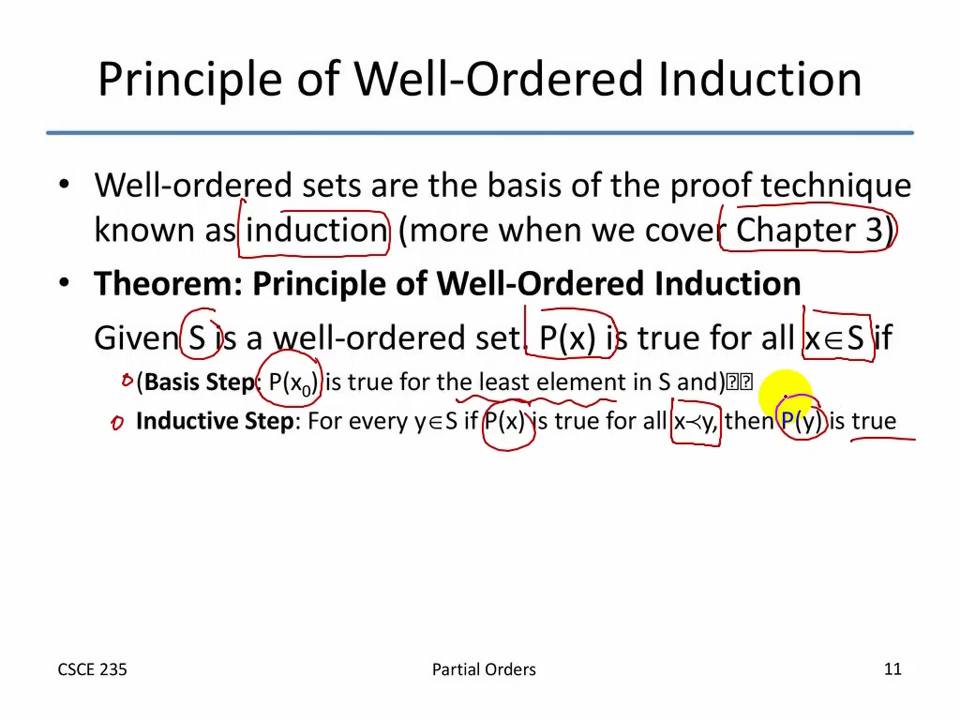 Principle of Well-Ordered Induction
• Well-ordered sets are the basis of the proof technique
known as induction (more when we cover Chapter 3)
• Theorem: Principle of Well-Ordered Induction
Given S is a well-ordered set. P(x) is true for all x∈S if
(Basis Step: P(x₀) is true for the least element in S and)⍰⍰
Inductive Step: For every y∈S if P(x) is true for all x≺y, then P(y) is true
CSCE 235 Partial Orders 11